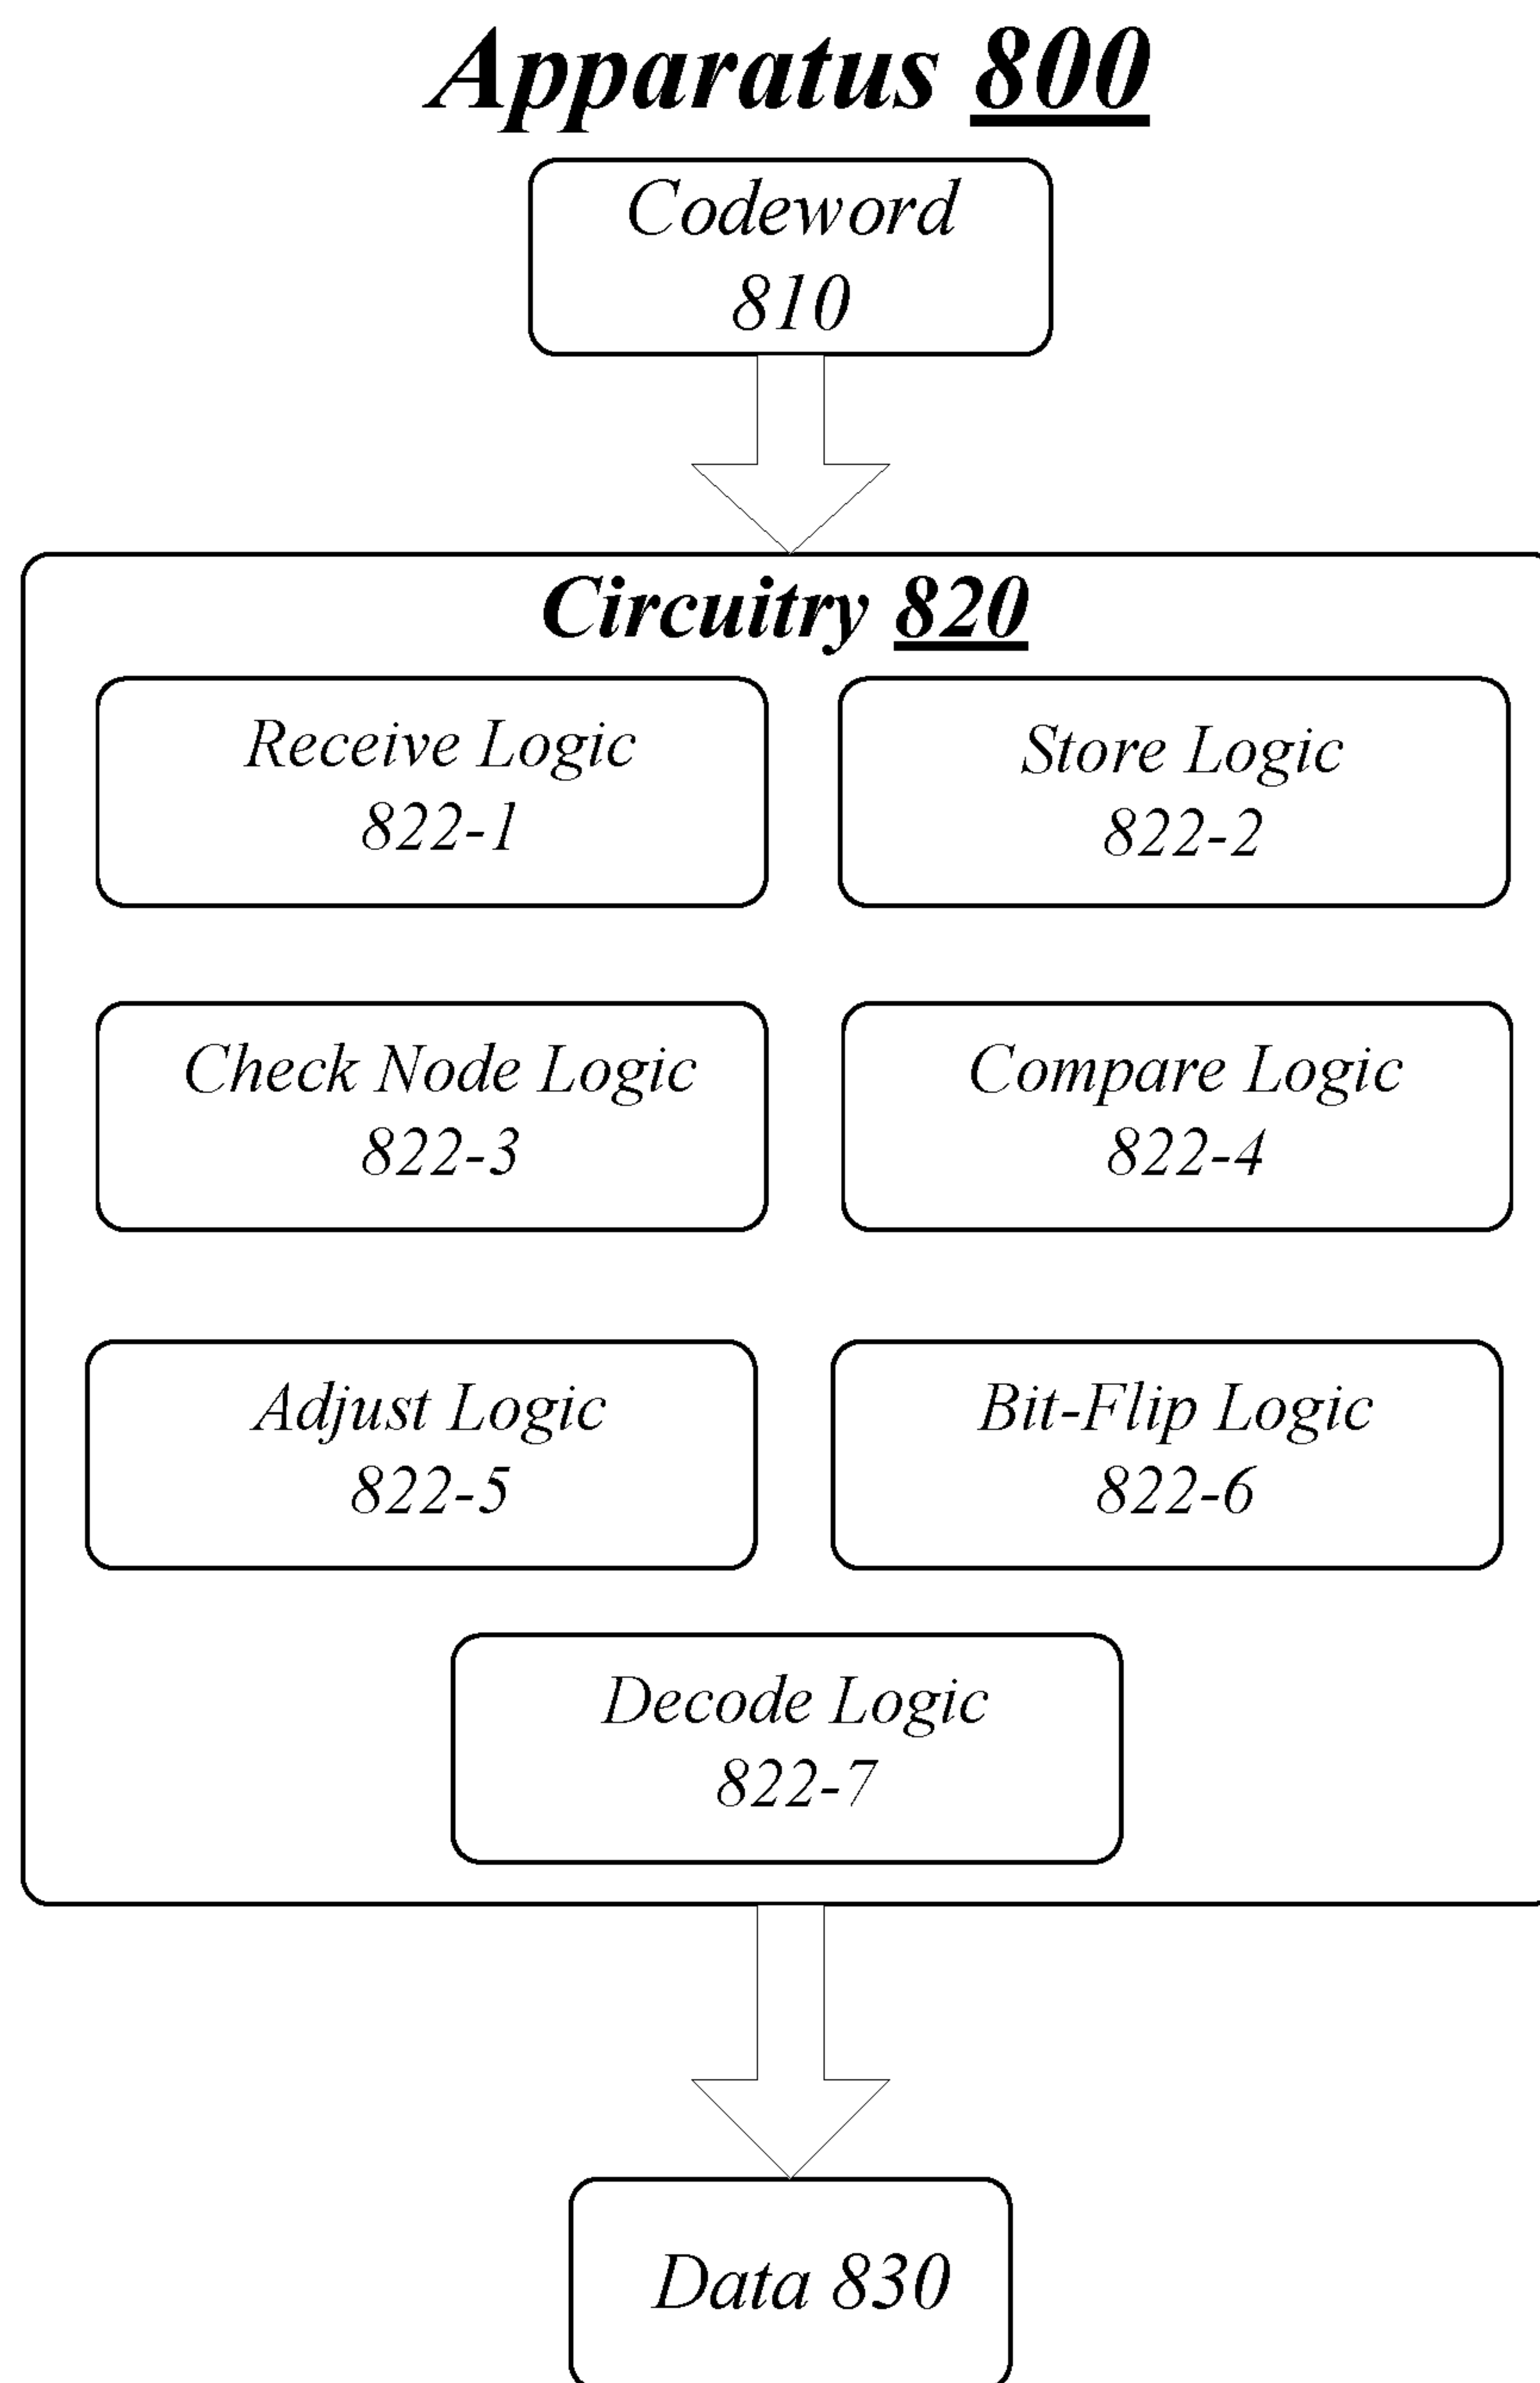 Apparatus 800
Codeword
810
Circuitry 820
Receive Logic
822-1
Store Logic
822-2
Check Node Logic
822-3
Compare Logic
822-4
Adjust Logic
822-5
Bit-Flip Logic
822-6
Decode Logic
822-7
Data 830